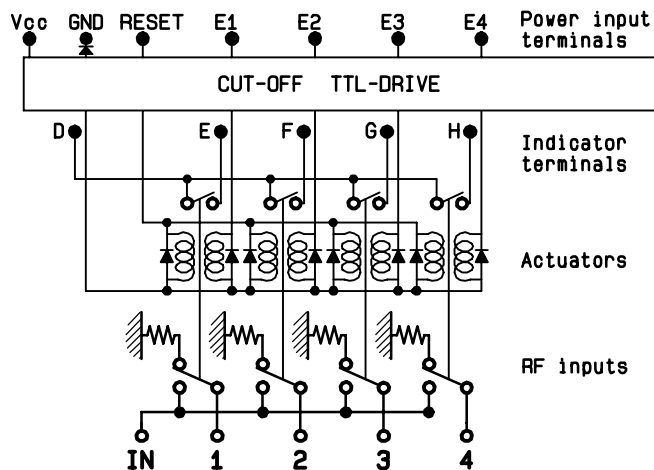 Vcc GND RESET E1 E2 E3 E4 Power input
terminals
CUT-OFF TTL-DRIVE
D E F G H Indicator
terminals
Actuators
RF inputs
IN 1 2 3 4